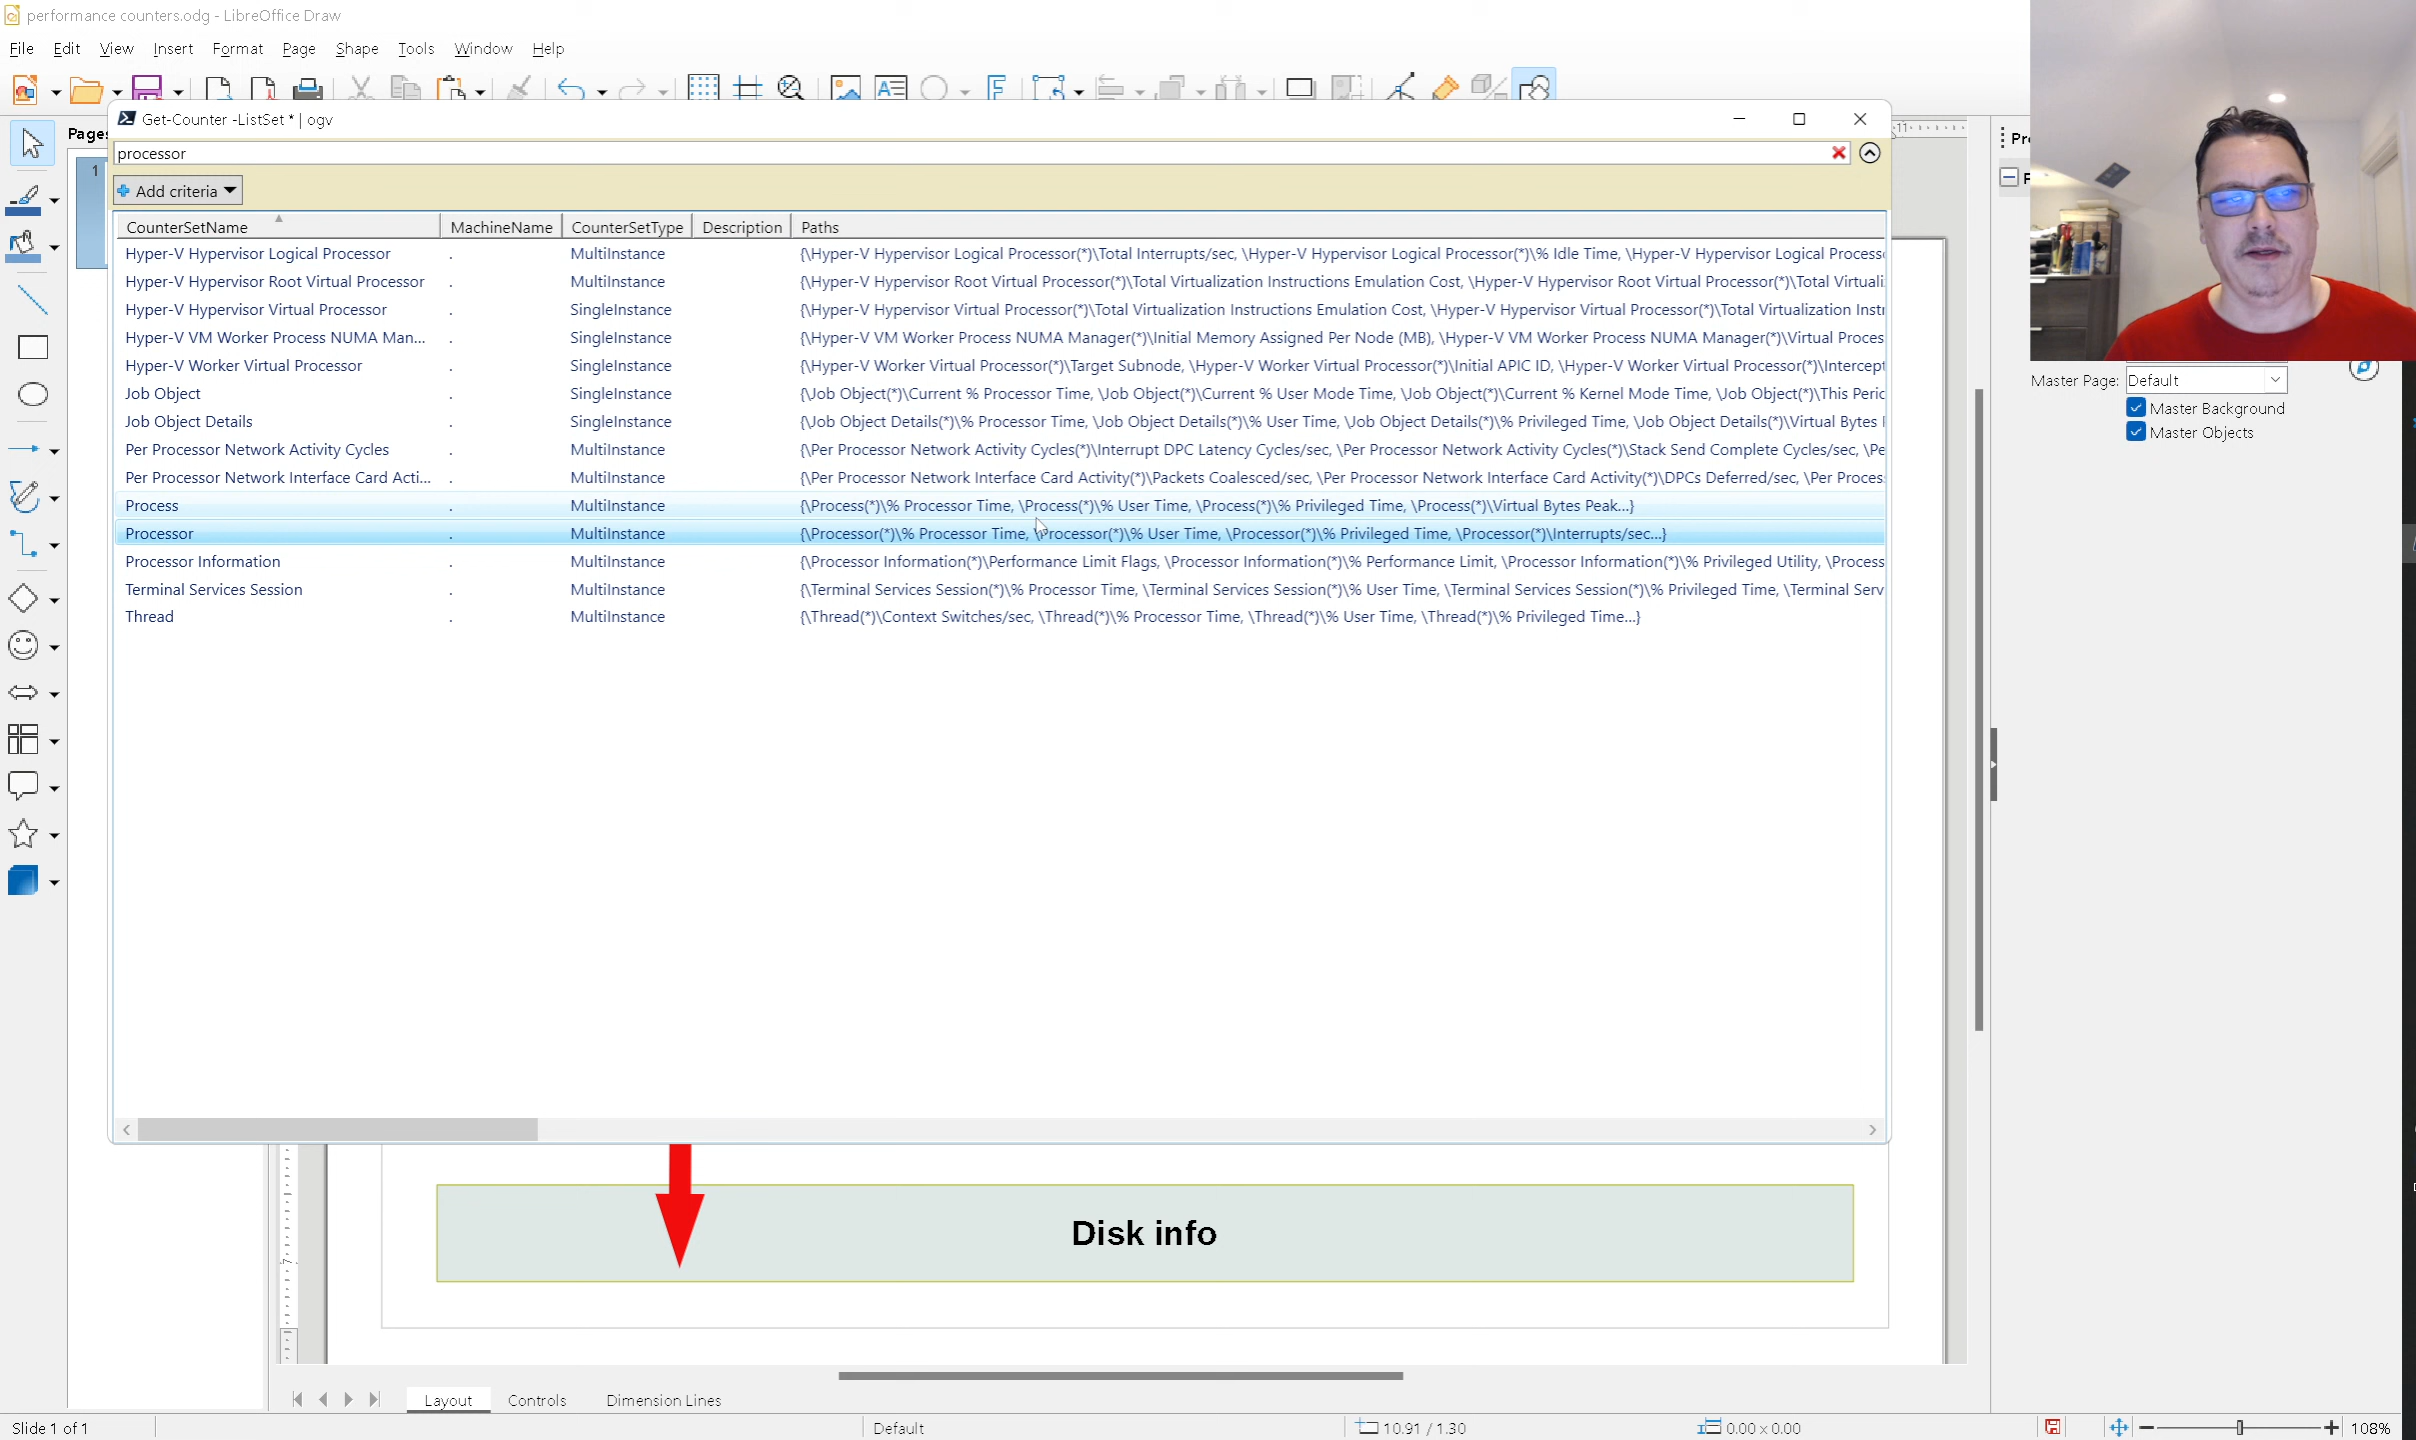 performance counters.odg - LibreOffice Draw
File Edit View Insert Format Page Shape Tools Window Help
Pages
Get-Counter -ListSet * | ogv
processor
1
Add criteria
CounterSetName MachineName CounterSetType Description Paths
Hyper-V Hypervisor Logical Processor . MultiInstance {\Hyper-V Hypervisor Logical Processor(*)\Total Interrupts/sec, \Hyper-V Hypervisor Logical Processor(*)\% Idle Time, \Hyper-V Hypervisor Logical Process
Hyper-V Hypervisor Root Virtual Processor . MultiInstance {\Hyper-V Hypervisor Root Virtual Processor(*)\Total Virtualization Instructions Emulation Cost, \Hyper-V Hypervisor Root Virtual Processor(*)\Total Virtuali
Hyper-V Hypervisor Virtual Processor . SingleInstance {\Hyper-V Hypervisor Virtual Processor(*)\Total Virtualization Instructions Emulation Cost, \Hyper-V Hypervisor Virtual Processor(*)\Total Virtualization Instr
Hyper-V VM Worker Process NUMA Man... . SingleInstance {\Hyper-V VM Worker Process NUMA Manager(*)\Initial Memory Assigned Per Node (MB), \Hyper-V VM Worker Process NUMA Manager(*)\Virtual Proces
Hyper-V Worker Virtual Processor . SingleInstance {\Hyper-V Worker Virtual Processor(*)\Target Subnode, \Hyper-V Worker Virtual Processor(*)\Initial APIC ID, \Hyper-V Worker Virtual Processor(*)\Intercept
Job Object . SingleInstance {\Job Object(*)\Current % Processor Time, \Job Object(*)\Current % User Mode Time, \Job Object(*)\Current % Kernel Mode Time, \Job Object(*)\This Peric
Job Object Details . SingleInstance {\Job Object Details(*)\% Processor Time, \Job Object Details(*)\% User Time, \Job Object Details(*)\% Privileged Time, \Job Object Details(*)\Virtual Bytes
Per Processor Network Activity Cycles . MultiInstance {\Per Processor Network Activity Cycles(*)\Interrupt DPC Latency Cycles/sec, \Per Processor Network Activity Cycles(*)\Stack Send Complete Cycles/sec, \Pe
Per Processor Network Interface Card Acti... . MultiInstance {\Per Processor Network Interface Card Activity(*)\Packets Coalesced/sec, \Per Processor Network Interface Card Activity(*)\DPCs Deferred/sec, \Per Proces
Process . MultiInstance {\Process(*)\% Processor Time, \Process(*)\% User Time, \Process(*)\% Privileged Time, \Process(*)\Virtual Bytes Peak...}
Processor . MultiInstance {\Processor(*)\% Processor Time, \Processor(*)\% User Time, \Processor(*)\% Privileged Time, \Processor(*)\Interrupts/sec...}
Processor Information . MultiInstance {\Processor Information(*)\Performance Limit Flags, \Processor Information(*)\% Performance Limit, \Processor Information(*)\% Privileged Utility, \Process
Terminal Services Session . MultiInstance {\Terminal Services Session(*)\% Processor Time, \Terminal Services Session(*)\% User Time, \Terminal Services Session(*)\% Privileged Time, \Terminal Serv
Thread . MultiInstance {\Thread(*)\Context Switches/sec, \Thread(*)\% Processor Time, \Thread(*)\% User Time, \Thread(*)\% Privileged Time...}
11
Pr
F
Master Page: Default
Master Background
Master Objects
Disk info
7
Layout Controls Dimension Lines
Slide 1 of 1 Default 10.91 / 1.30 0.00 x 0.00 108%